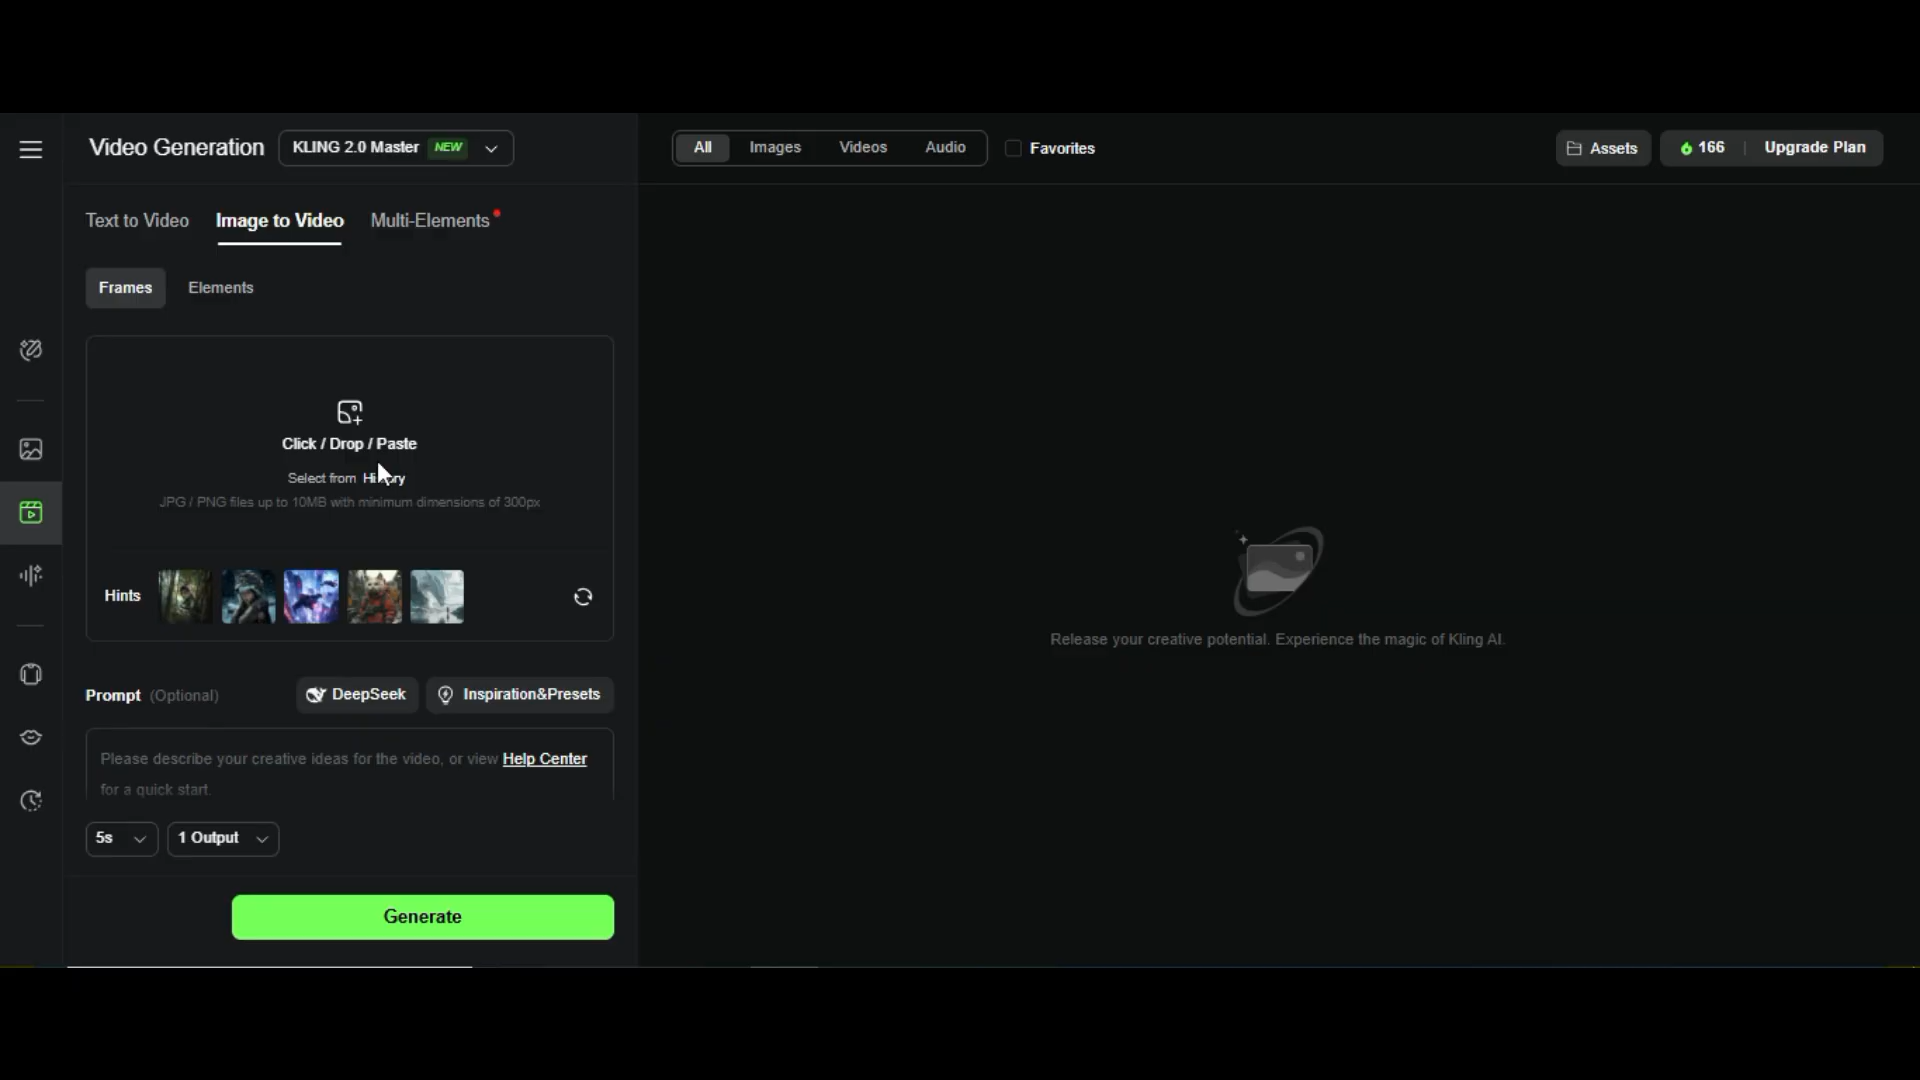 Video Generation
KLING 2.0 Master NEW
All Images Videos Audio
Favorites
Assets
166 Upgrade Plan
Text to Video Image to Video Multi-Elements
Frames Elements
Click / Drop / Paste
Select from
JPG / PNG files up to 10MB with minimum dimensions of 300px
Hints
Release your creative potential. Experience the magic of Kling AI.
Prompt (Optional)
DeepSeek
Inspiration&Presets
Please describe your creative ideas for the video, or view Help Center
for a quick start.
5s 1 Output
Generate